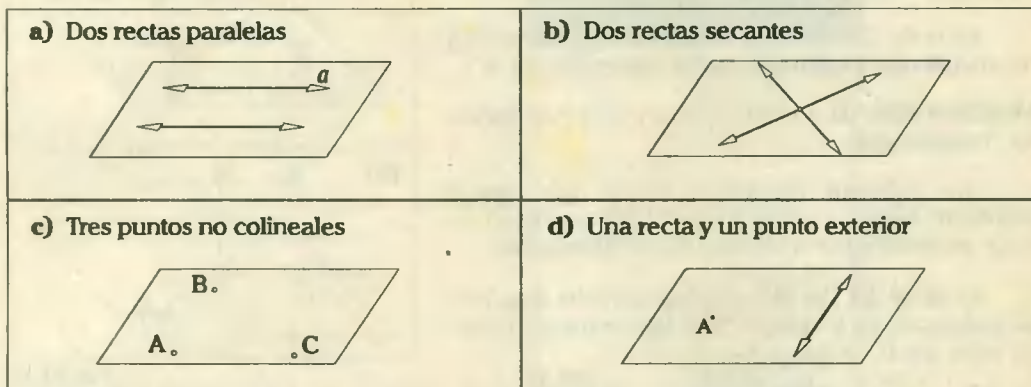 a) Dos rectas paralelas
a
b) Dos rectas secantes
c) Tres puntos no colineales
B
A
C
d) Una recta y un punto exterior
A